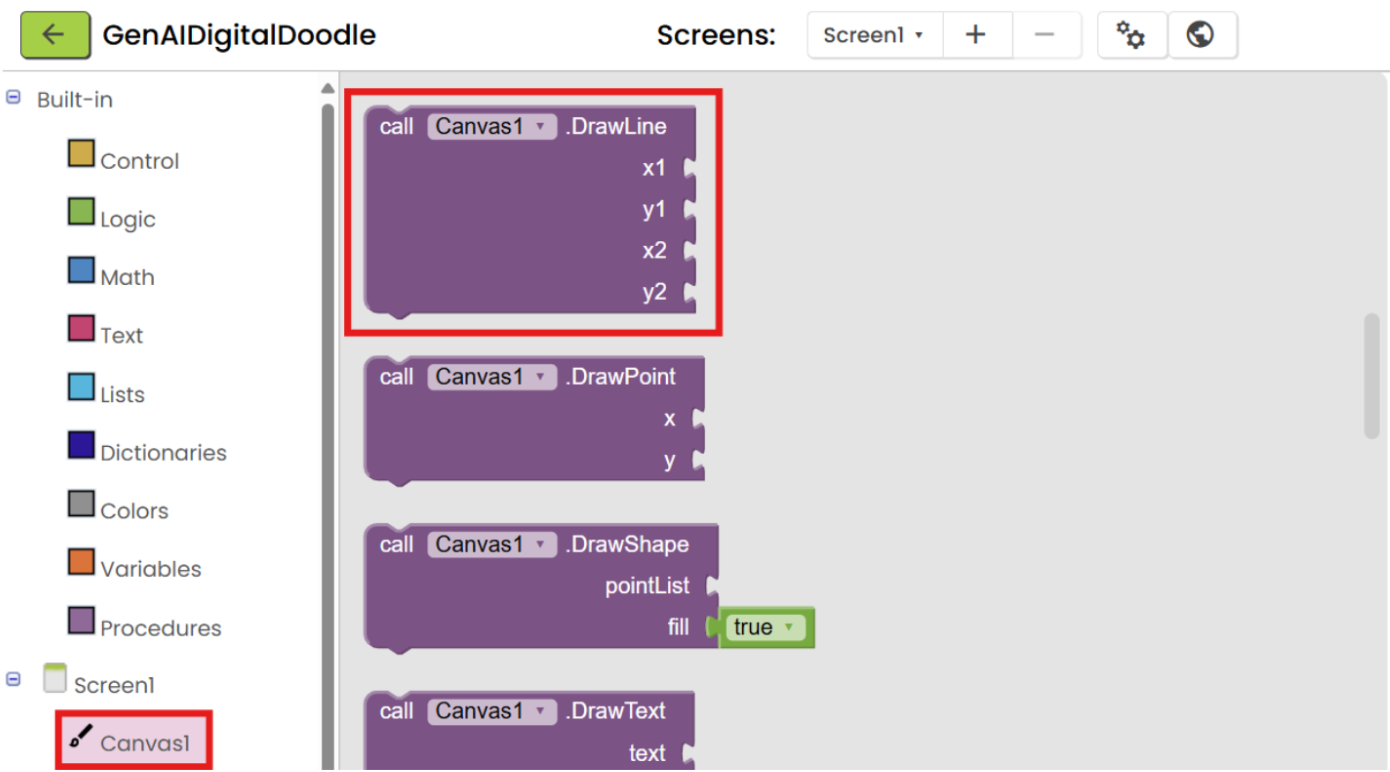 GenAIDigitalDoodle
Screens:
Screen1
Built-in
Control
Logic
Math
Text
Lists
Dictionaries
Colors
Variables
Procedures
Screen1
Canvas1
call Canvas1 .DrawLine
x1
y1
x2
y2
call Canvas1 .DrawPoint
x
y
call Canvas1 .DrawShape
pointList
fill true
call Canvas1 .DrawText
text